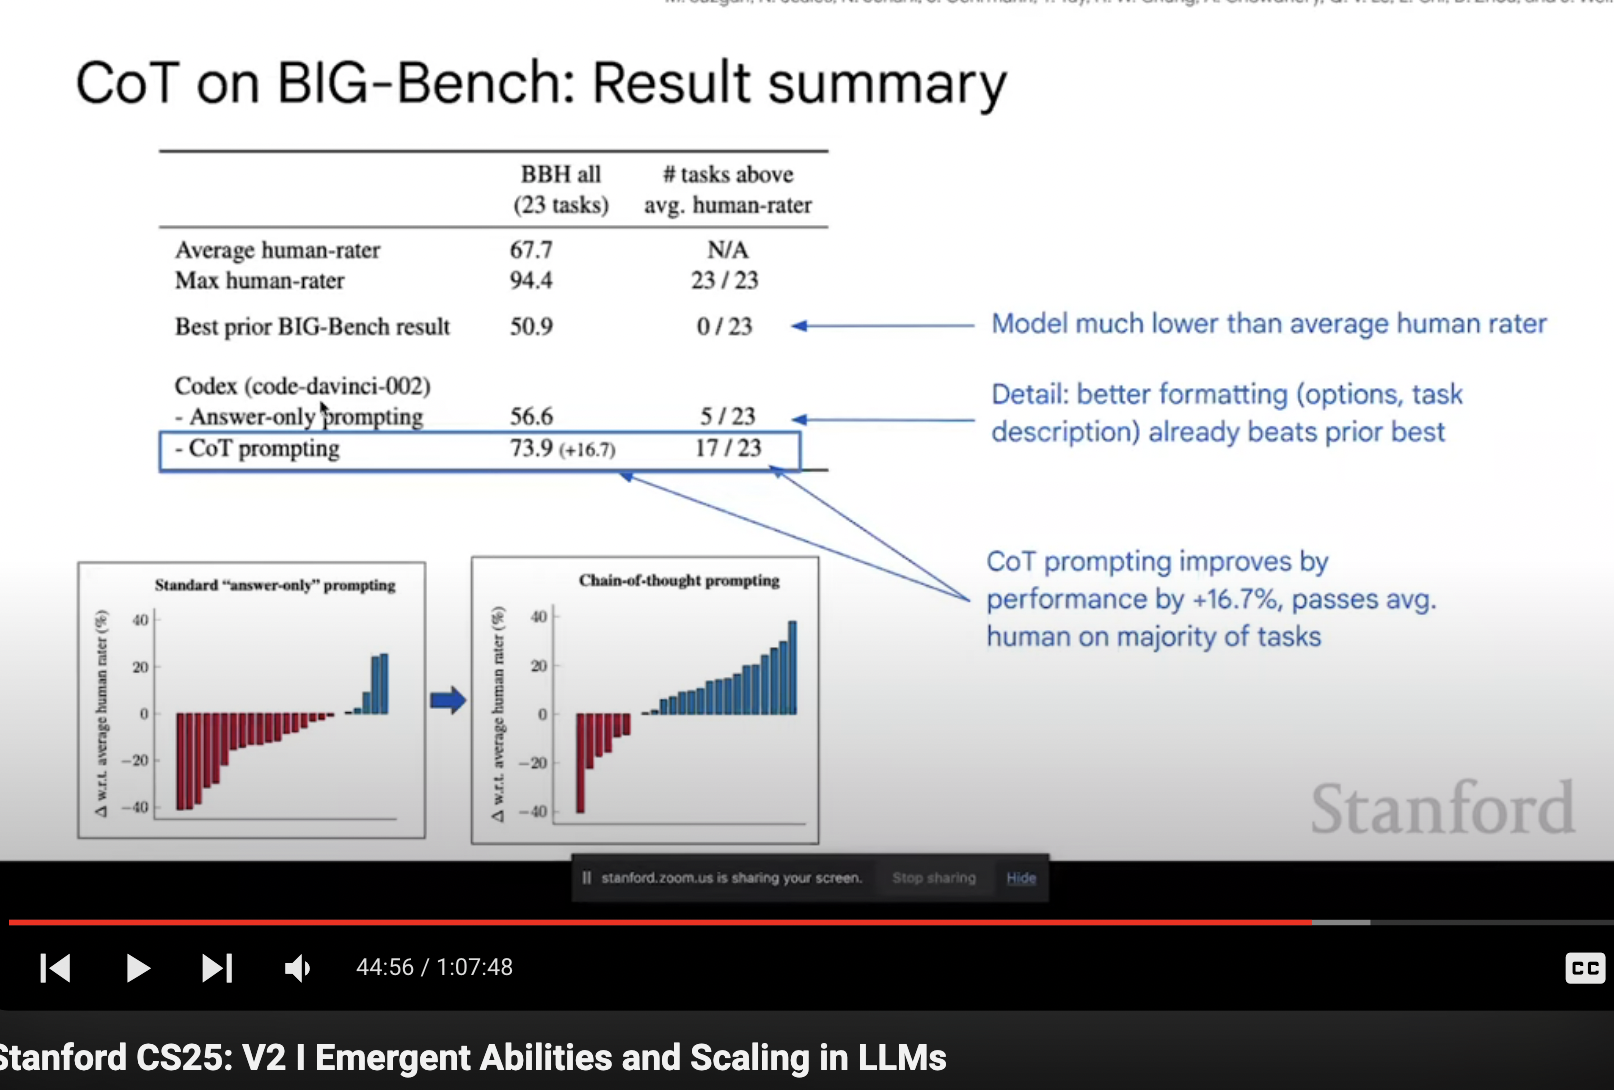 CoT on BIG-Bench: Result summary
BBH all # tasks above
(23 tasks) avg. human-rater
Average human-rater 67.7 N/A
Max human-rater 94.4 23 / 23
Best prior BIG-Bench result 50.9 0 / 23
Model much lower than average human rater
Codex (code-davinci-002)
- Answer-only prompting 56.6 5 / 23
- CoT prompting 73.9 (+16.7) 17 / 23
Detail: better formatting (options, task
description) already beats prior best
CoT prompting improves by
performance by +16.7%, passes avg.
human on majority of tasks
Standard “answer-only” prompting
Δ w.r.t. average human rater (%)
40
20
0
−20
−40
Chain-of-thought prompting
Δ w.r.t. average human rater (%)
40
20
0
−20
−40
Stanford
stanford.zoom.us is sharing your screen. Stop sharing Hide
44:56 / 1:07:48
CC
Stanford CS25: V2 I Emergent Abilities and Scaling in LLMs